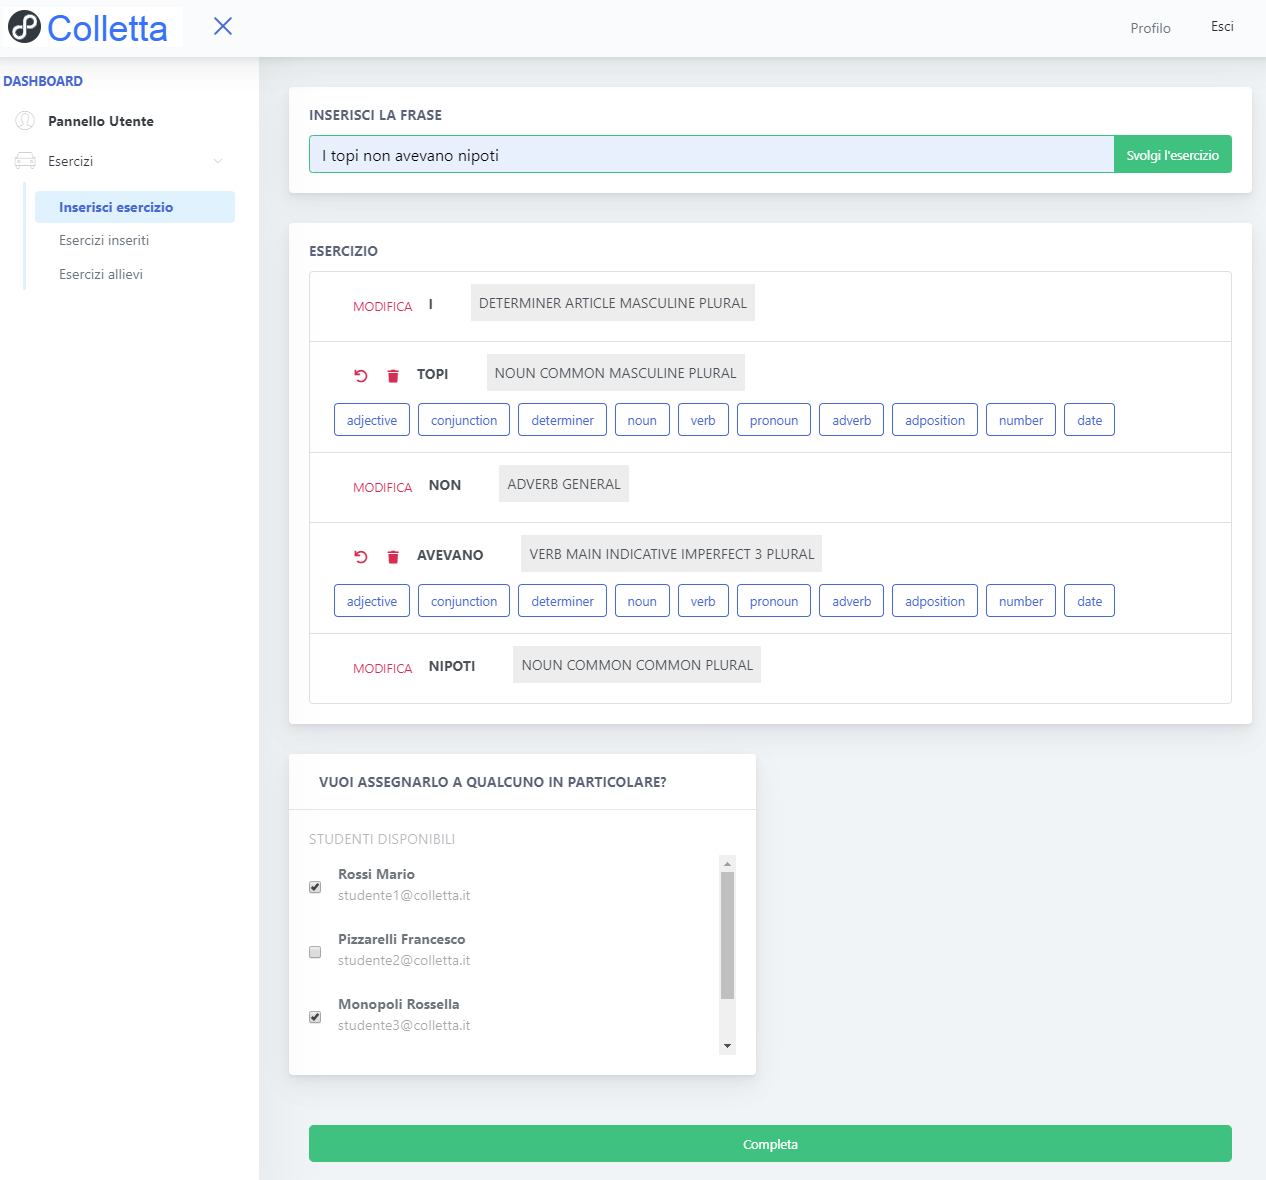 Colletta
Profilo Esci
DASHBOARD
Pannello Utente
Esercizi
Inserisci esercizio
Esercizi inseriti
Esercizi allievi
INSERISCI LA FRASE
I topi non avevano nipoti Svolgi l'esercizio
ESERCIZIO
MODIFICA I DETERMINER ARTICLE MASCULINE PLURAL
TOPI NOUN COMMON MASCULINE PLURAL
adjective conjunction determiner noun verb pronoun adverb adposition number date
MODIFICA NON ADVERB GENERAL
AVEVANO VERB MAIN INDICATIVE IMPERFECT 3 PLURAL
adjective conjunction determiner noun verb pronoun adverb adposition number date
MODIFICA NIPOTI NOUN COMMON COMMON PLURAL
VUOI ASSEGNARLO A QUALCUNO IN PARTICOLARE?
STUDENTI DISPONIBILI
Rossi Mario
studente1@colletta.it
Pizzarelli Francesco
studente2@colletta.it
Monopoli Rossella
studente3@colletta.it
Completa